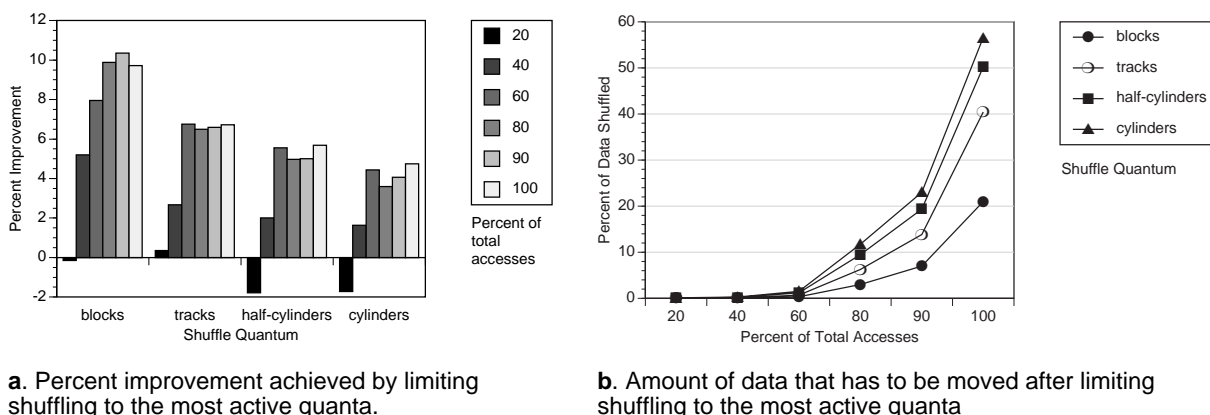 12
10
8
6
4
2
0
-2
Percent Improvement
blocks tracks half-cylinders cylinders
Shuffle Quantum
20
40
60
80
90
100
Percent of
total
accesses
60
50
40
30
20
10
0
Percent of Data Shuffled
20 40 60 80 90 100
Percent of Total Accesses
blocks
tracks
half-cylinders
cylinders
Shuffle Quantum
a. Percent improvement achieved by limiting
shuffling to the most active quanta.
b. Amount of data that has to be moved after limiting
shuffling to the most active quanta